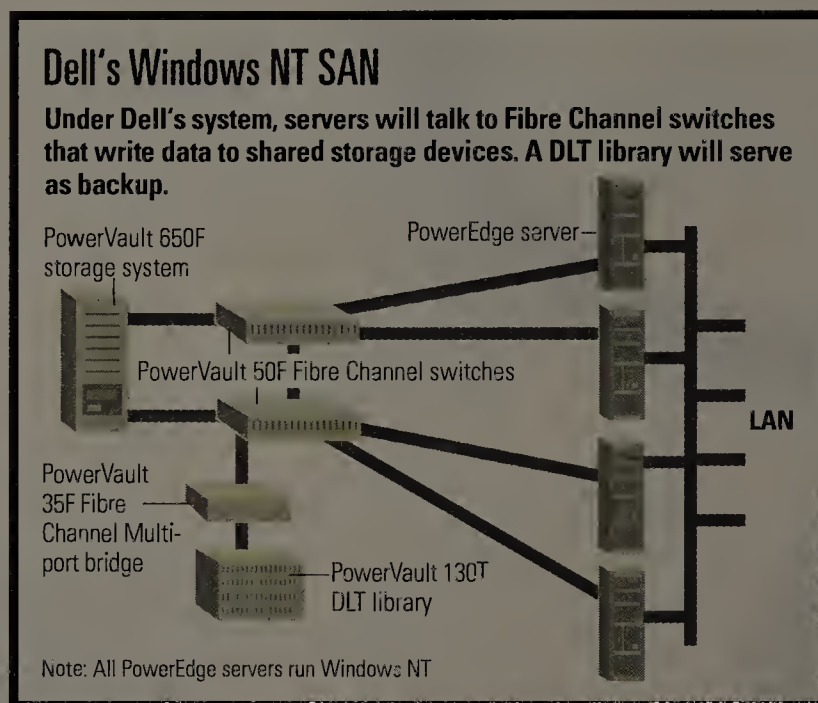 Dell's Windows NT SAN
Under Dell's system, servers will talk to Fibre Channel switches
that write data to shared storage devices. A DLT library will serve
as backup.
PowerVault 650F
storage system
PowerEdge server
PowerVault 50F Fibre Channel switches
LAN
PowerVault
35F Fibre
Channel Multi-
port bridge
PowerVault 130T
DLT library
Note: All PowerEdge servers run Windows NT